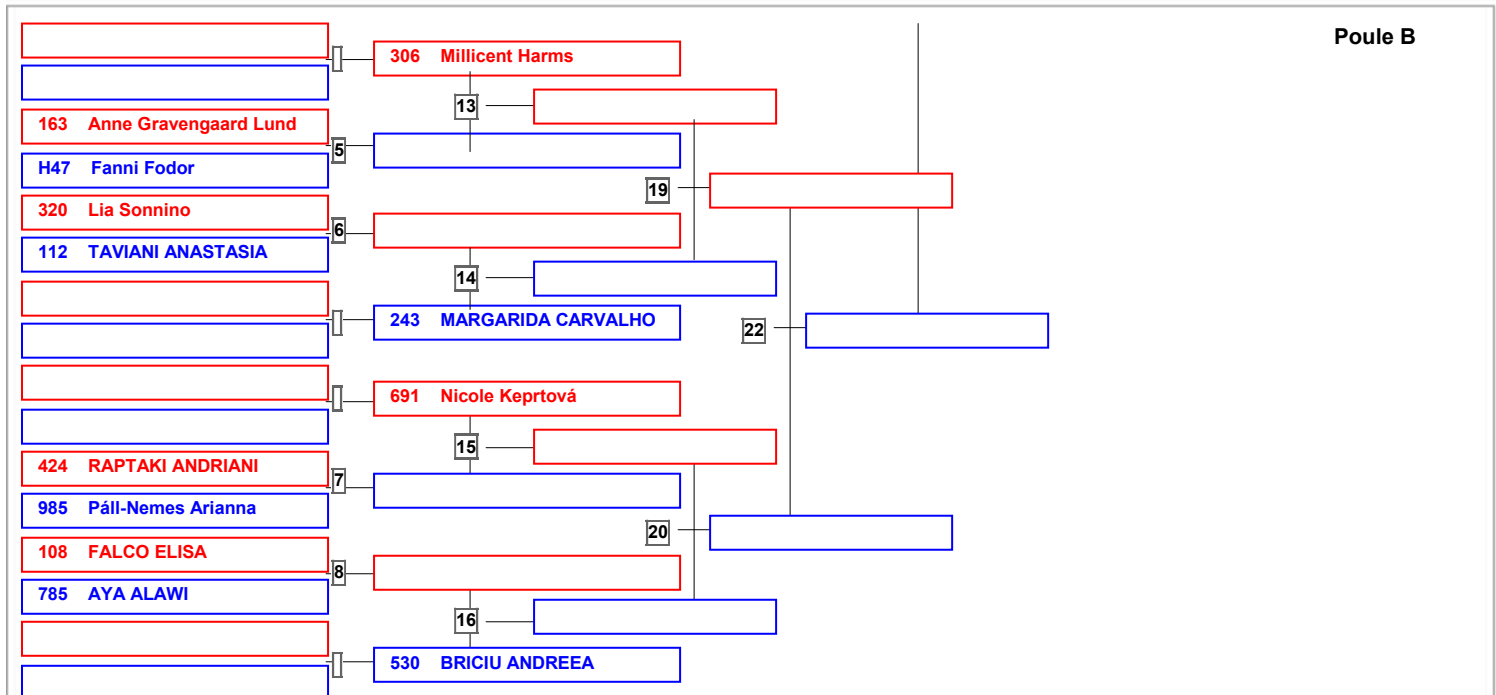 Poule B
306 Millicent Harms
13
163 Anne Gravengaard Lund
5
H47 Fanni Fodor
19
320 Lia Sonnino
6
112 TAVIANI ANASTASIA
14
243 MARGARIDA CARVALHO
22
691 Nicole Keprtová
15
424 RAPTAKI ANDRIANI
7
985 Páll-Nemes Arianna
20
108 FALCO ELISA
8
785 AYA ALAWI
16
530 BRICIU ANDREEA